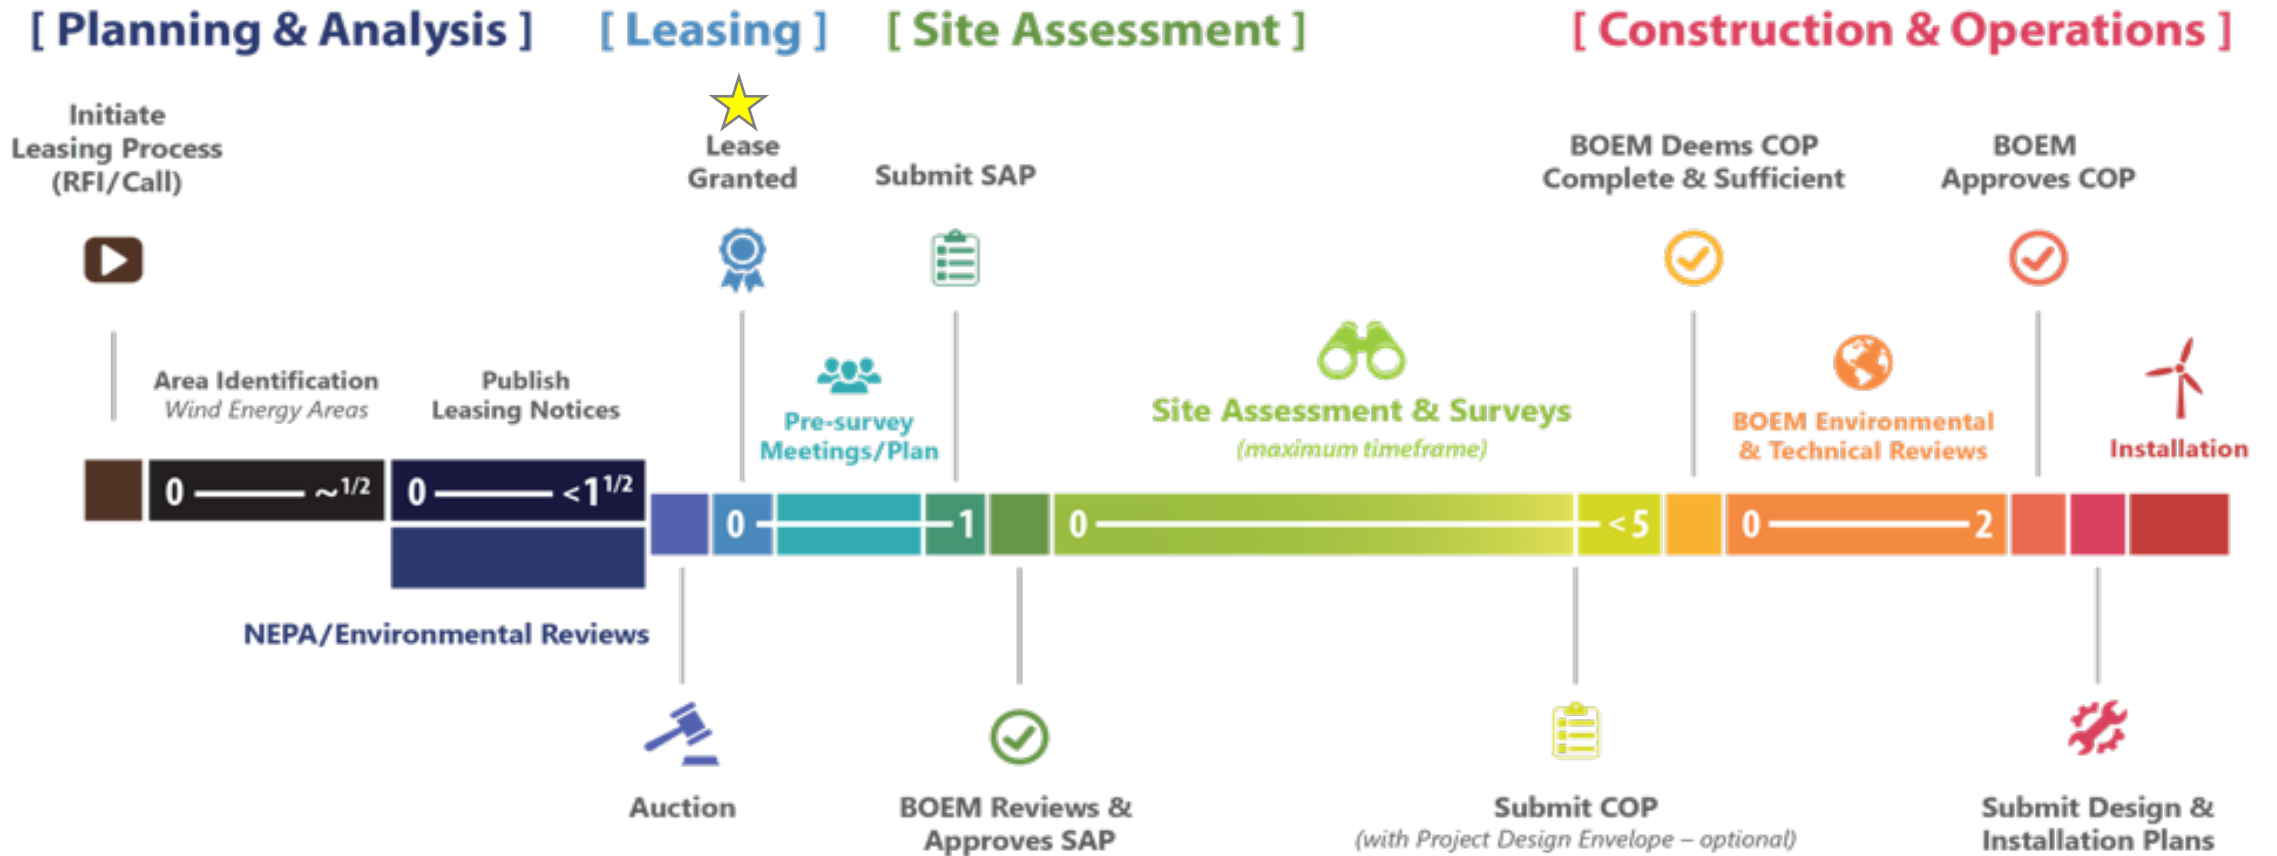 [ Planning & Analysis ]
[ Leasing ]
[ Site Assessment ]
[ Construction & Operations ]
Initiate
Leasing Process
(RFI/Call)
Lease
Granted
Submit SAP
BOEM Deems COP
Complete & Sufficient
BOEM
Approves COP
Area Identification
Wind Energy Areas
Publish
Leasing Notices
Pre-survey
Meetings/Plan
Site Assessment & Surveys
(maximum timeframe)
BOEM Environmental
& Technical Reviews
Installation
0 ~1/2
0 <1 1/2
0 1
0 <5
0 2
NEPA/Environmental Reviews
Auction
BOEM Reviews &
Approves SAP
Submit COP
(with Project Design Envelope – optional)
Submit Design &
Installation Plans